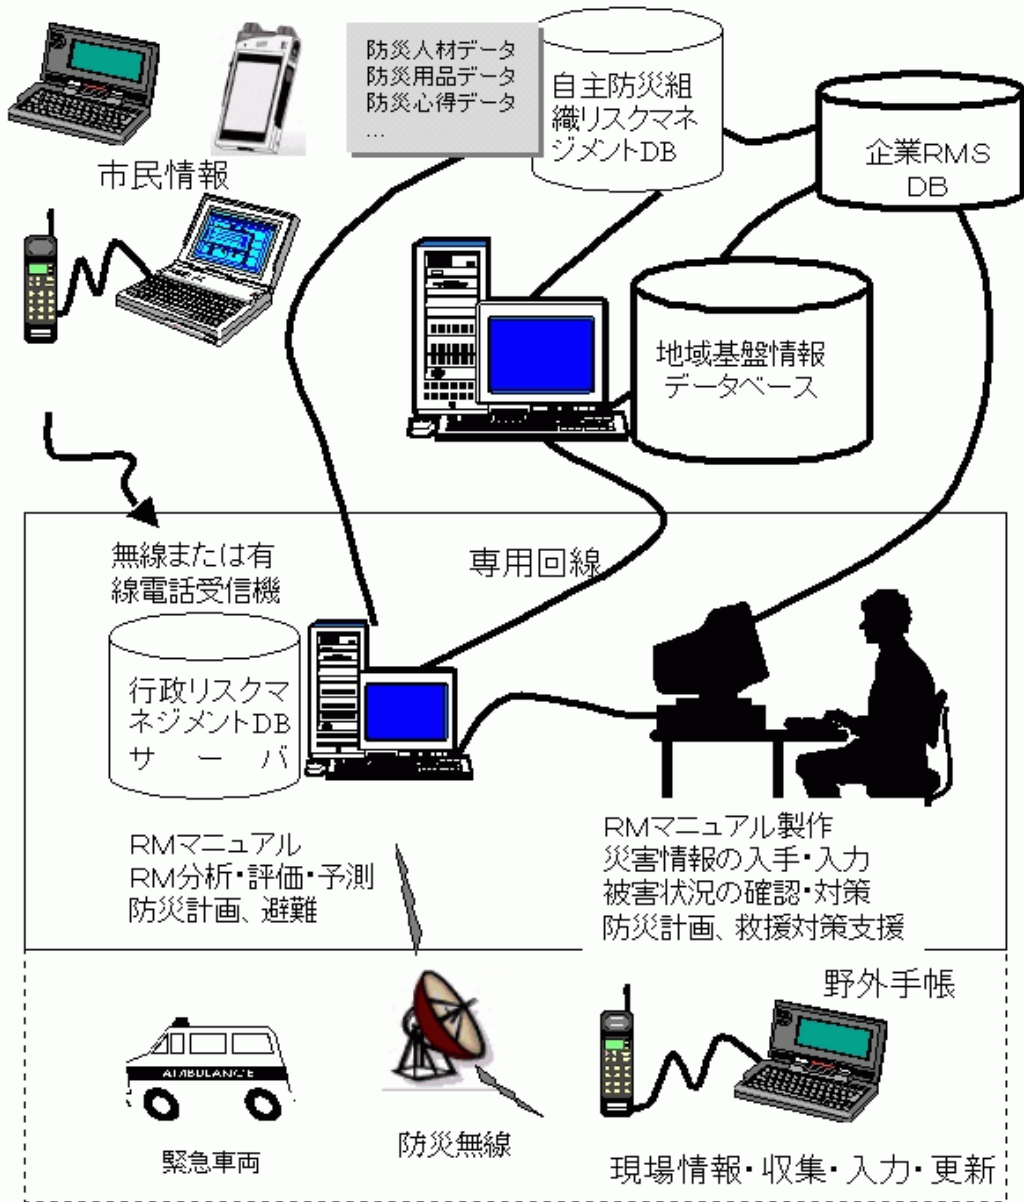 防災人材データ
防災用品データ
防災心得データ
…
自主防災組
織リスクマネ
ジメントDB
企業RMS
DB
市民情報
地域基盤情報
データベース
無線または有
線電話受信機
専用回線
行政リスクマ
ネジメントDB
サーバ
RMマニュアル
RM分析・評価・予測
防災計画、避難
RMマニュアル製作
災害情報の入手・入力
被害状況の確認・対策
防災計画、救援対策支援
野外手帳
AMBULANCE
緊急車両
防災無線
現場情報・収集・入力・更新